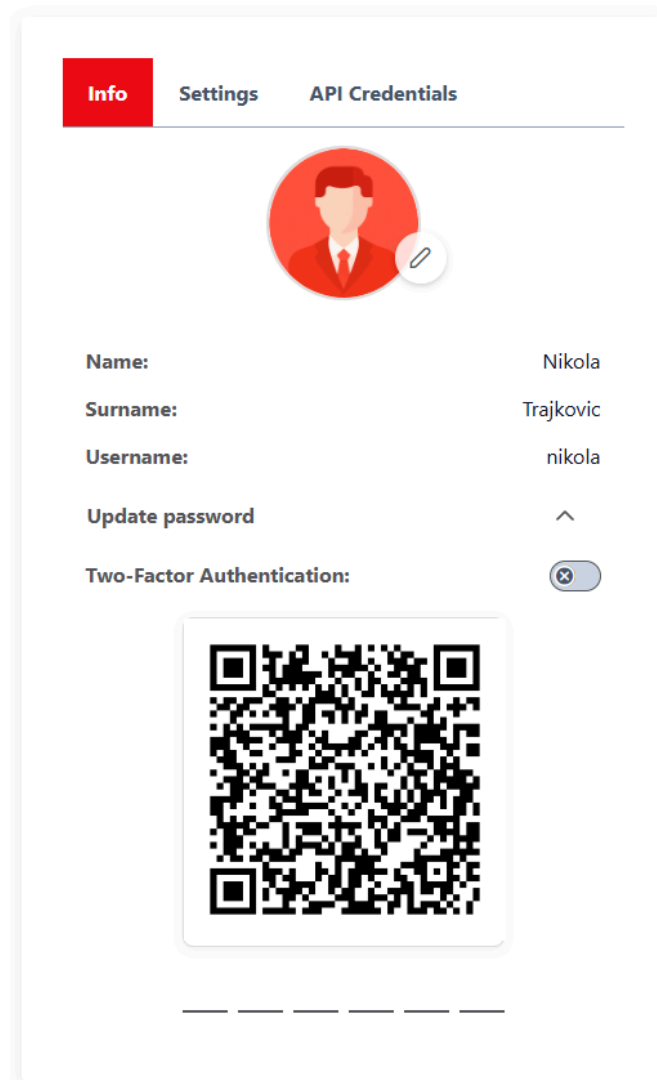 Info Settings API Credentials
Name: Nikola
Surname: Trajkovic
Username: nikola
Update password
Two-Factor Authentication: